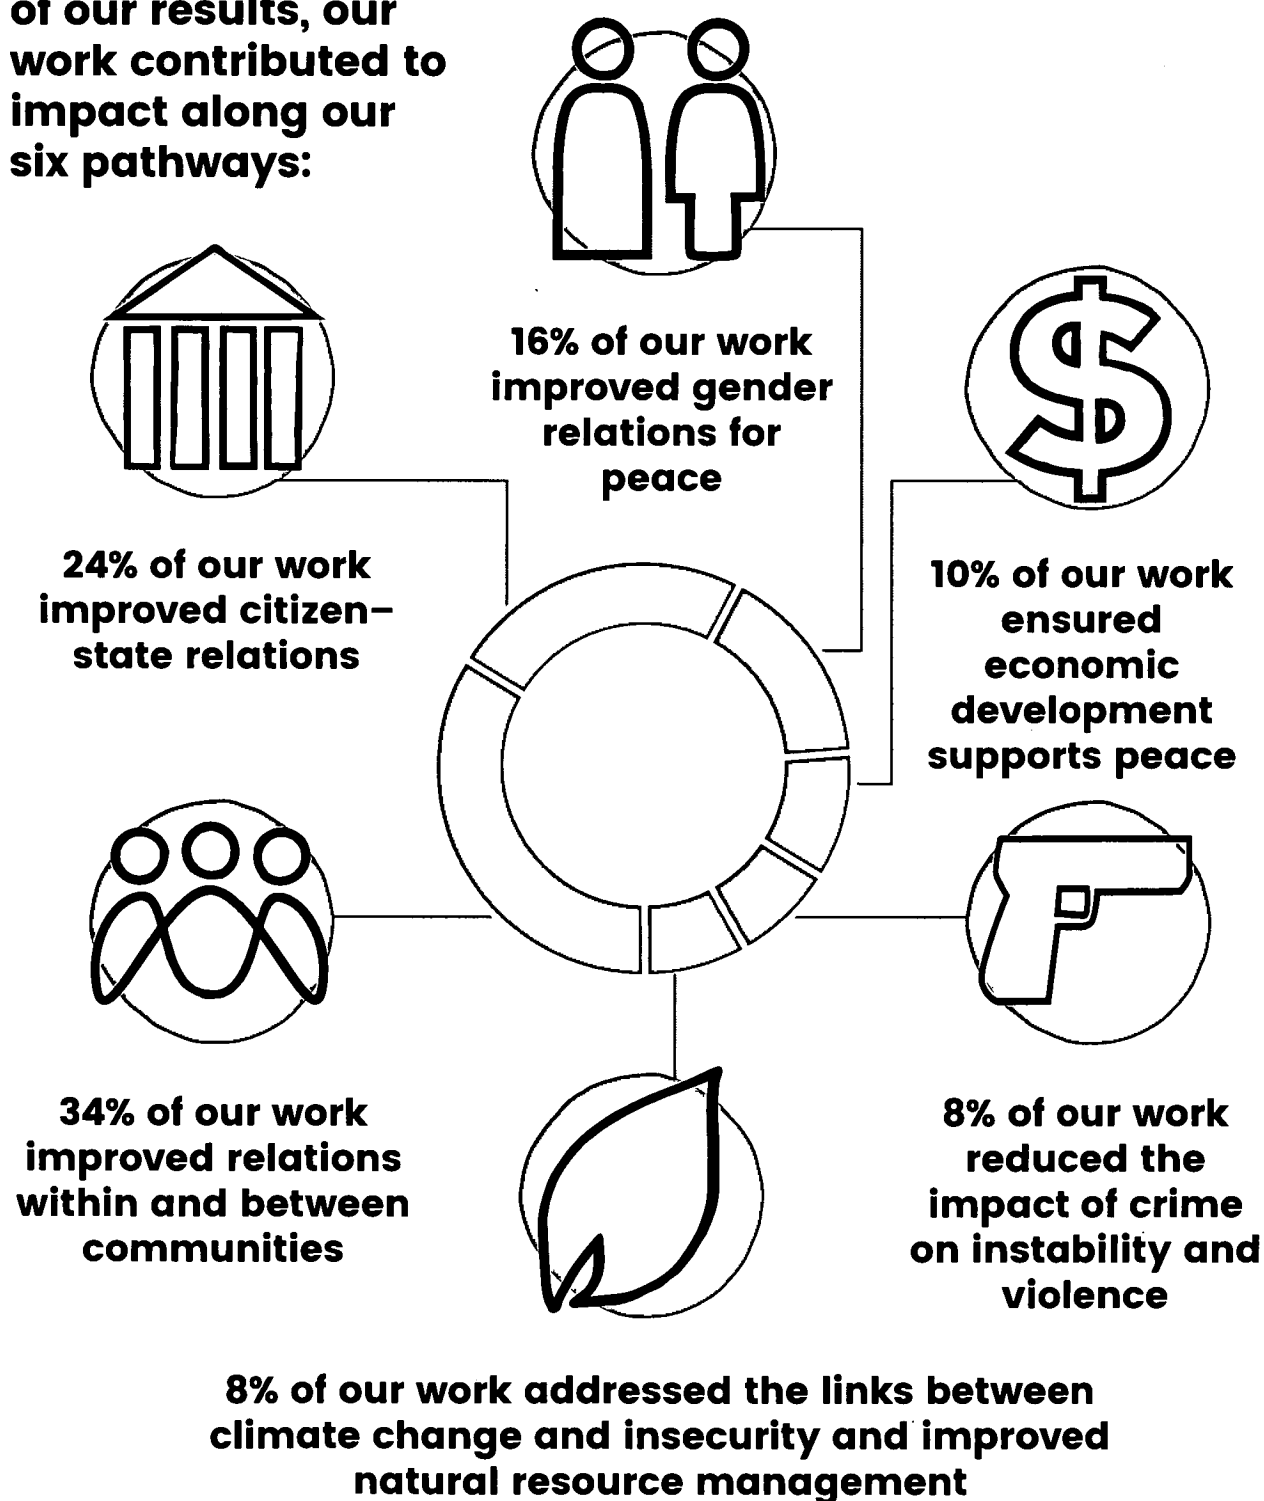 of our results, our
work contributed to
impact along our
six pathways:
16% of our work
improved gender
relations for
peace
24% of our work
improved citizen–
state relations
10% of our work
ensured
economic
development
supports peace
34% of our work
improved relations
within and between
communities
8% of our work
reduced the
impact of crime
on instability and
violence
8% of our work addressed the links between
climate change and insecurity and improved
natural resource management